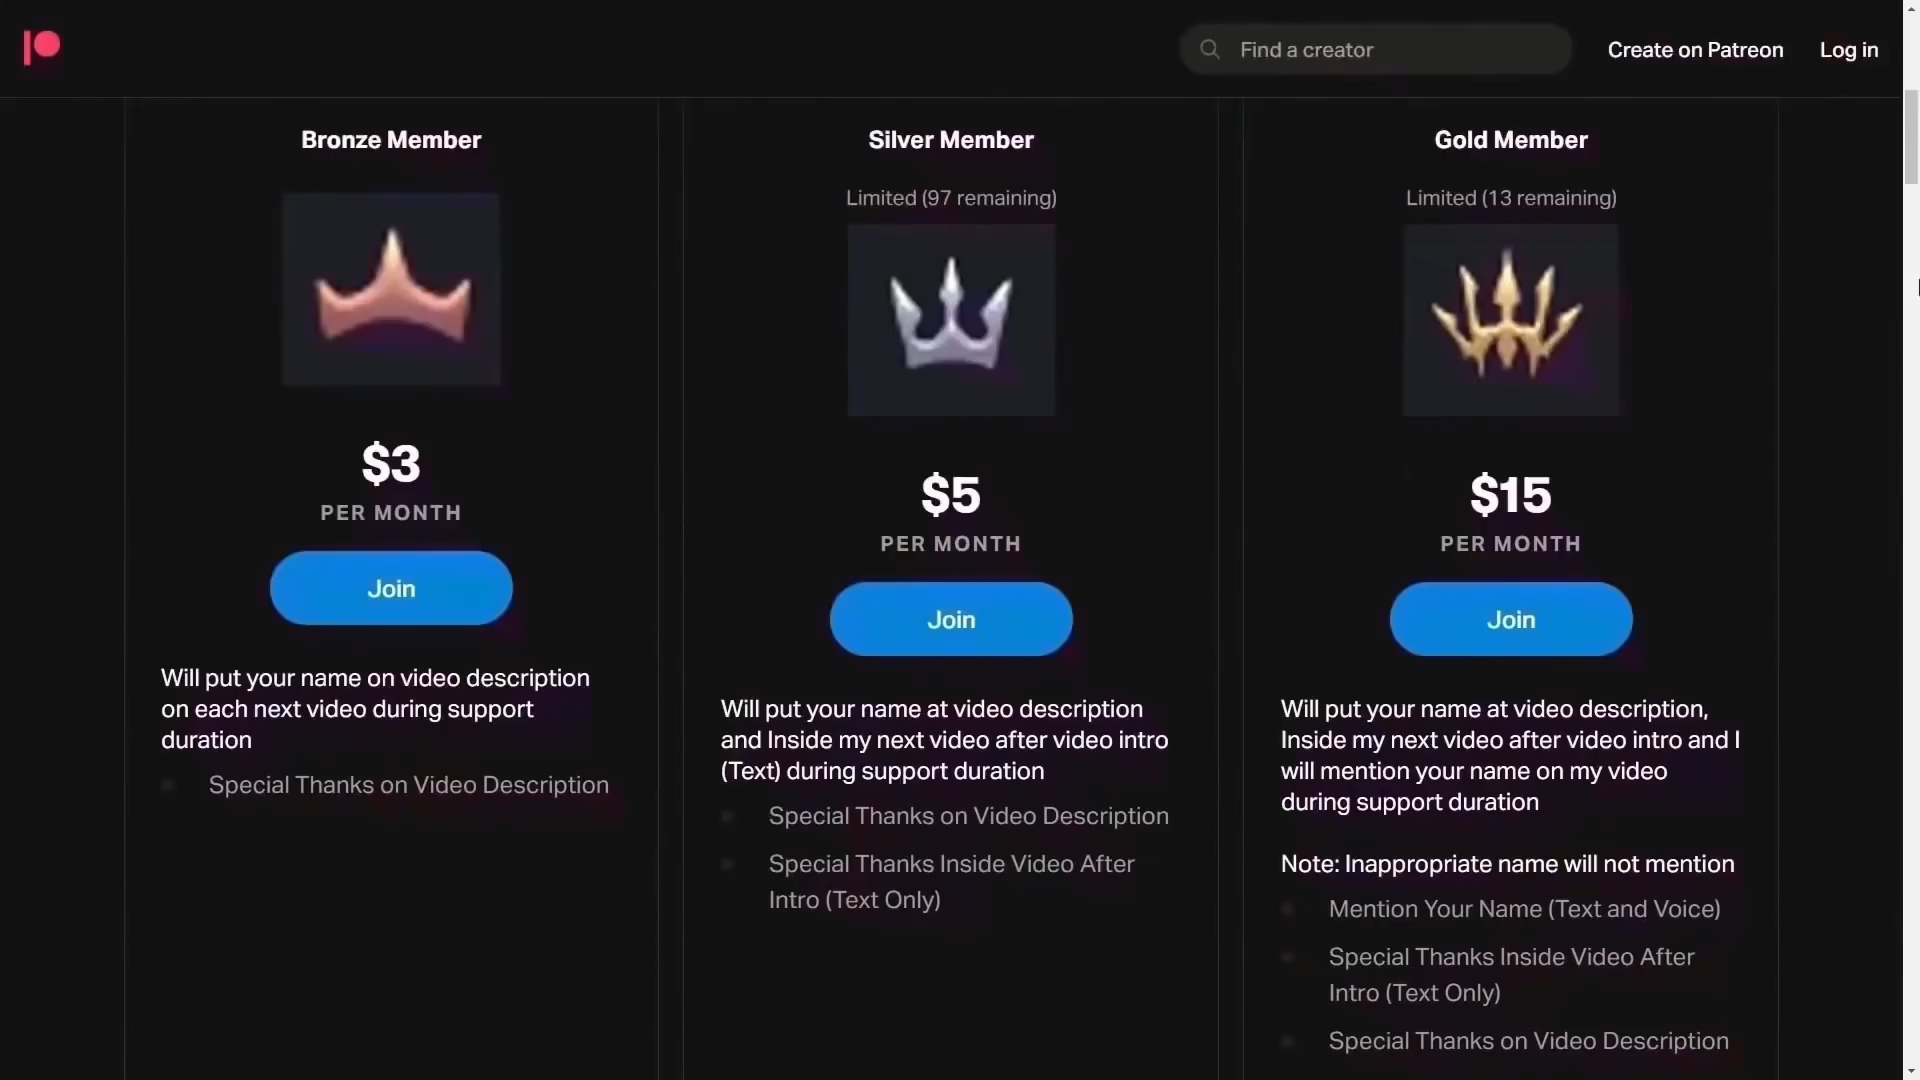 Find a creator
Create on Patreon
Log in
Bronze Member
$3
PER MONTH
Join
Will put your name on video description
on each next video during support
duration
Special Thanks on Video Description
Silver Member
Limited (97 remaining)
$5
PER MONTH
Join
Will put your name at video description
and Inside my next video after video intro
(Text) during support duration
Special Thanks on Video Description
Special Thanks Inside Video After
Intro (Text Only)
Gold Member
Limited (13 remaining)
$15
PER MONTH
Join
Will put your name at video description,
Inside my next video after video intro and I
will mention your name on my video
during support duration
Note: Inappropriate name will not mention
Mention Your Name (Text and Voice)
Special Thanks Inside Video After
Intro (Text Only)
Special Thanks on Video Description